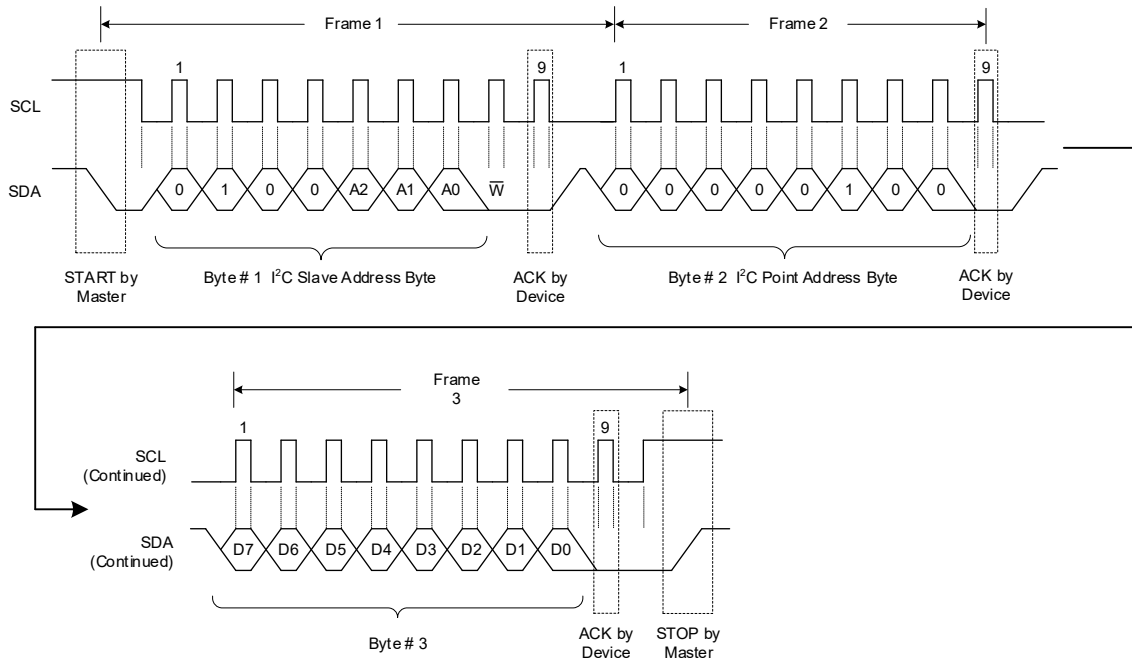 Frame 1
Frame 2
1
9
1
9
SCL
SDA
0 1 0 0 A2 A1 A0 W̅
0 0 0 0 0 1 0 0
START by
Master
Byte # 1 I²C Slave Address Byte
ACK by
Device
Byte # 2 I²C Point Address Byte
ACK by
Device
Frame
3
1
9
SCL
(Continued)
SDA
(Continued)
D7 D6 D5 D4 D3 D2 D1 D0
Byte # 3
ACK by
Device
STOP by
Master